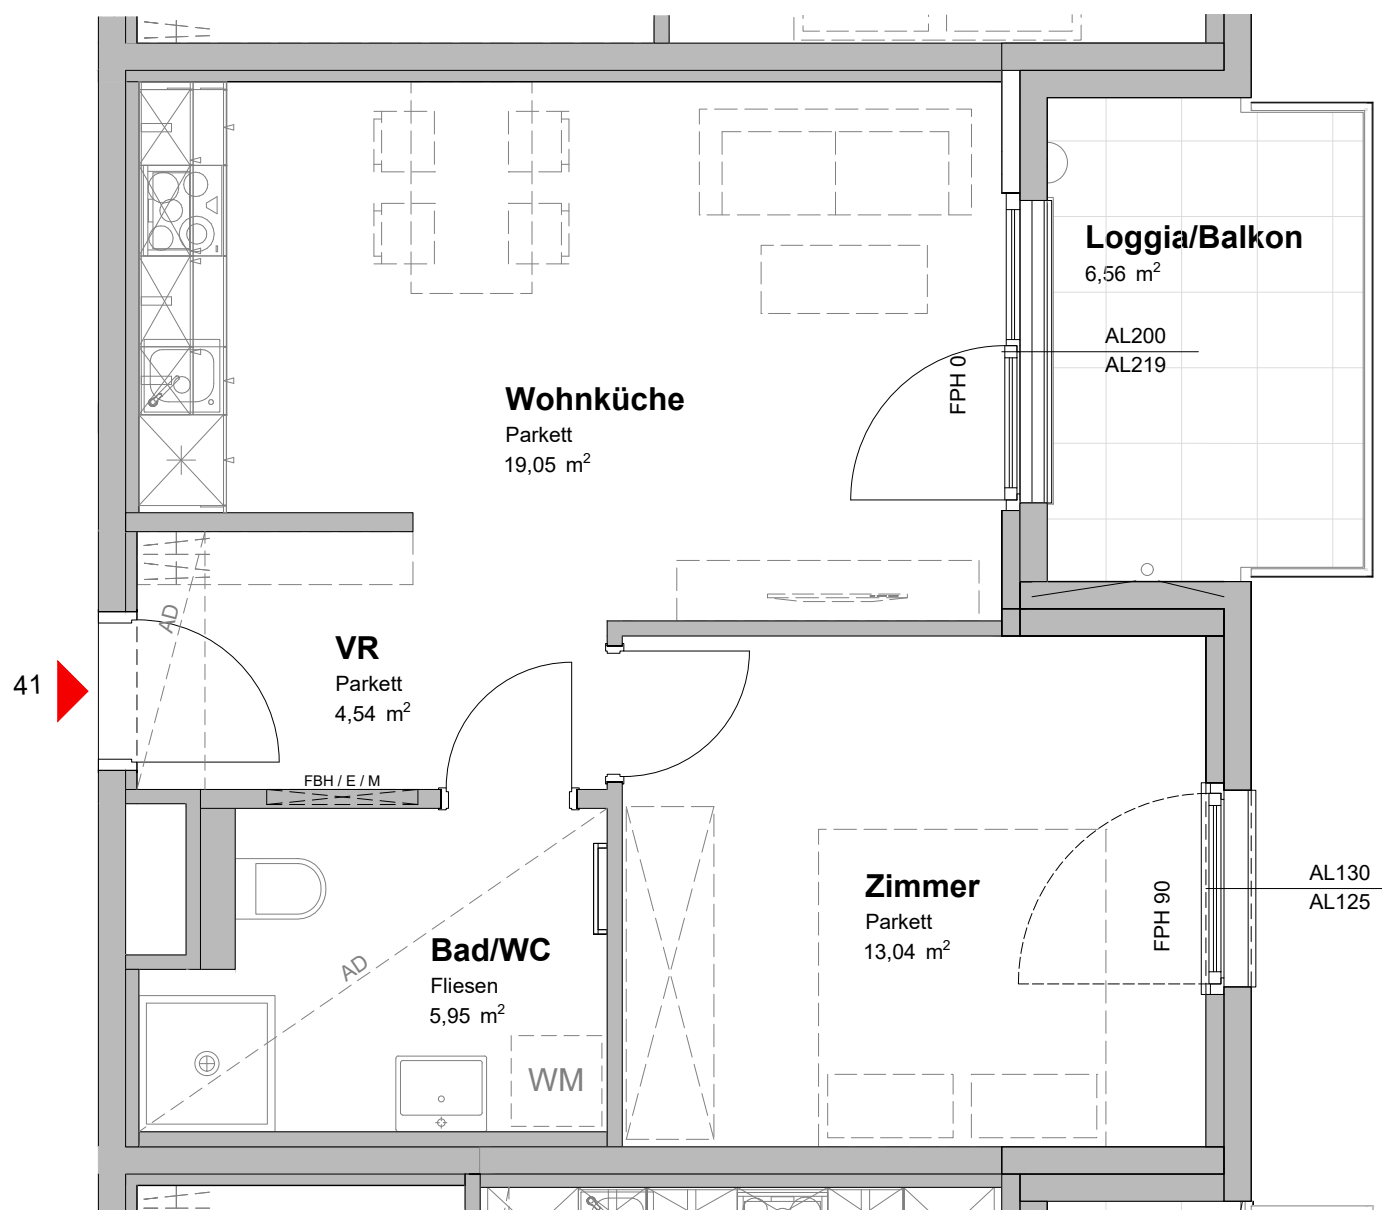 Loggia/Balkon
6,56 m²
AL200
AL219
FPH 0
Wohnküche
Parkett
19,05 m²
AD
VR
Parkett
4,54 m²
41
FBH / E / M
Zimmer
Parkett
13,04 m²
FPH 90
AL130
AL125
Bad/WC
Fliesen
5,95 m²
AD
WM